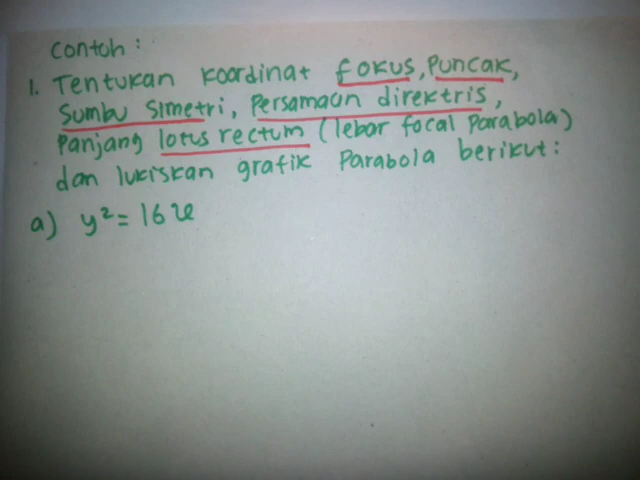 Contoh :
1. Tentukan koordinat fokus, Puncak,
Sumbu Simetri, Persamaan direktris,
Panjang lotus rectum (lebar focal Parabola)
dan lukiskan grafik Parabola berikut :
a) y² = 16x